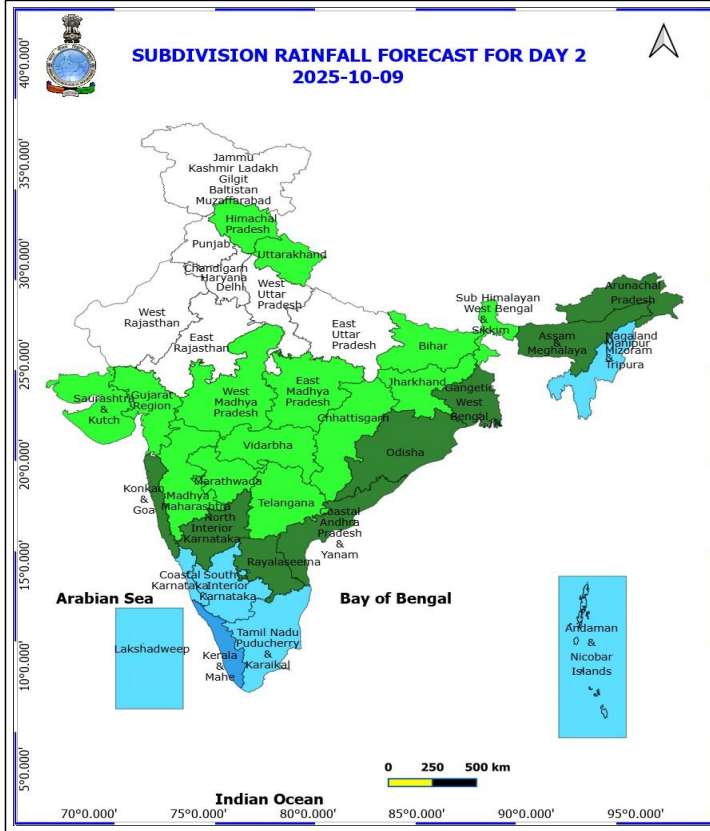 SUBDIVISION RAINFALL FORECAST FOR DAY 2
2025-10-09
40°0.000'
35°0.000'
30°0.000'
25°0.000'
20°0.000'
15°0.000'
10°0.000'
5°0.000'
Jammu
Kashmir Ladakh
Gilgit
Baltistan
Muzaffarabad
Himachal
Pradesh
Punjab
Uttarakhand
Chandigarh
Haryana
Delhi
West
Uttar
Pradesh
West
Rajasthan
East
Rajasthan
East
Uttar
Pradesh
Sub Himalayan
West Bengal
&
Sikkim
Arunachal
Pradesh
Assam
&
Meghalaya
Nagaland
Manipur
Mizoram
&
Tripura
Bihar
Jharkhand
Gangetic
West
Bengal
Saurashtra
&
Kutch
Gujarat
Region
West
Madhya
Pradesh
East
Madhya
Pradesh
Chhattisgarh
Vidarbha
Odisha
Konkan
&
Goa
Madhya
Maharashtra
Marathwada
Telangana
North
Interior
Karnataka
Coastal
Andhra
Pradesh
&
Yanam
Rayalaseema
Coastal
Karnataka
South
Interior
Karnataka
Arabian Sea
Bay of Bengal
Lakshadweep
Kerala
&
Mahe
Tamil Nadu
Puducherry
&
Karaikal
Andaman
&
Nicobar
Islands
0 250 500 km
Indian Ocean
70°0.000' 75°0.000' 80°0.000' 85°0.000' 90°0.000' 95°0.000'